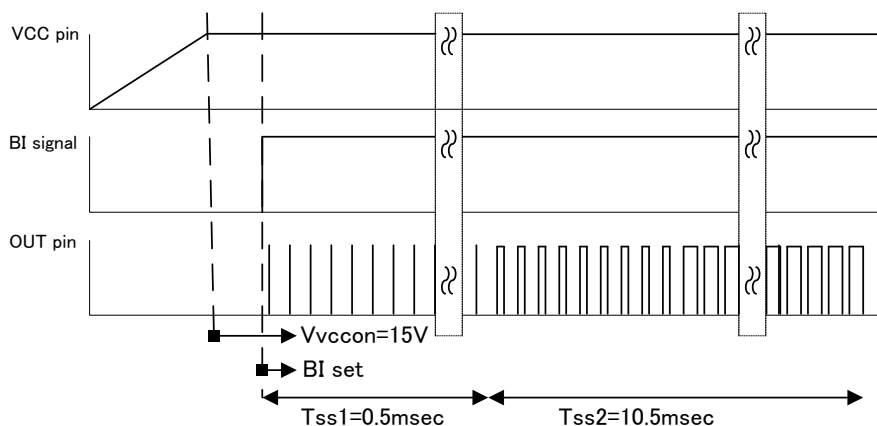 VCC pin
BI signal
OUT pin
Vvccon=15V
BI set
Tss1=0.5msec
Tss2=10.5msec